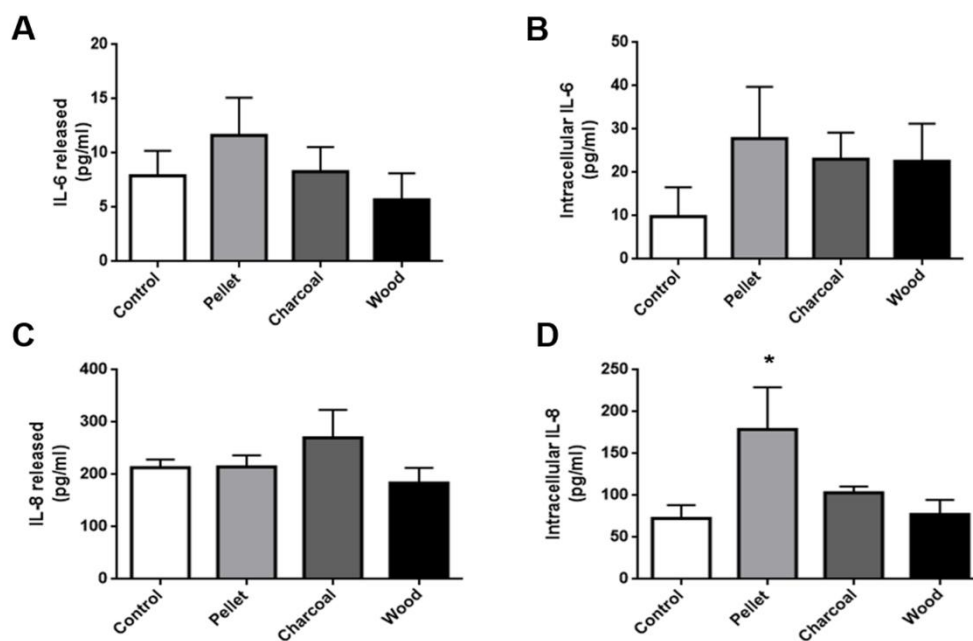 A
IL-6 released
(pg/ml)
20
15
10
5
0
Control
Pellet
Charcoal
Wood
B
Intracellular IL-6
(pg/ml)
50
40
30
20
10
0
Control
Pellet
Charcoal
Wood
C
IL-8 released
(pg/ml)
400
300
200
100
0
Control
Pellet
Charcoal
Wood
D
Intracellular IL-8
(pg/ml)
250
200
150
100
50
0
*
Control
Pellet
Charcoal
Wood